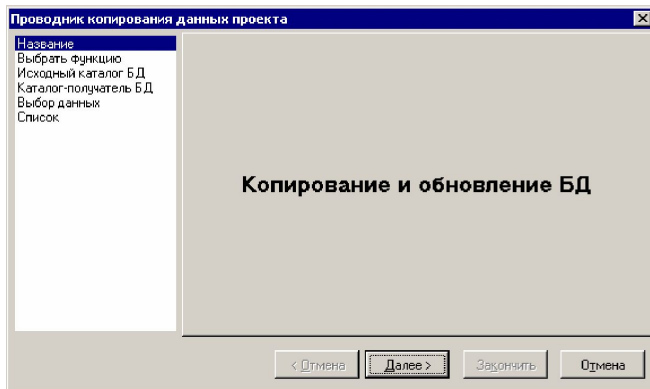 Проводник копирования данных проекта
Название
Выбрать функцию
Исходный каталог БД
Каталог-получатель БД
Выбор данных
Список
Копирование и обновление БД
< Отмена
Далее >
Закончить
Отмена